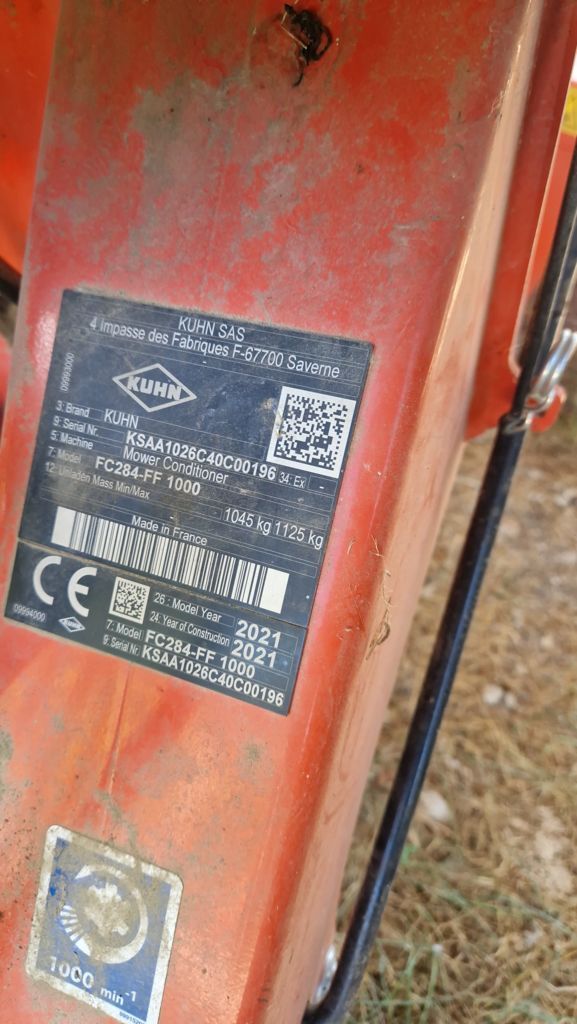 KUHN SAS
4 Impasse des Fabriques F-67700 Saverne
09993000
KUHN
3: Brand KUHN
9: Serial Nr. KSAA1026C40C00196 34: Ex -
5: Machine Mower Conditioner
7: Model FC284-FF 1000
12: Unladen Mass Min/Max 1045 kg 1125 kg
Made in France
CE
26: Model Year 2021
24: Year of Construction 2021
7: Model FC284-FF 1000
9: Serial Nr. KSAA1026C40C00196
09994000
KUHN
1000 min-1